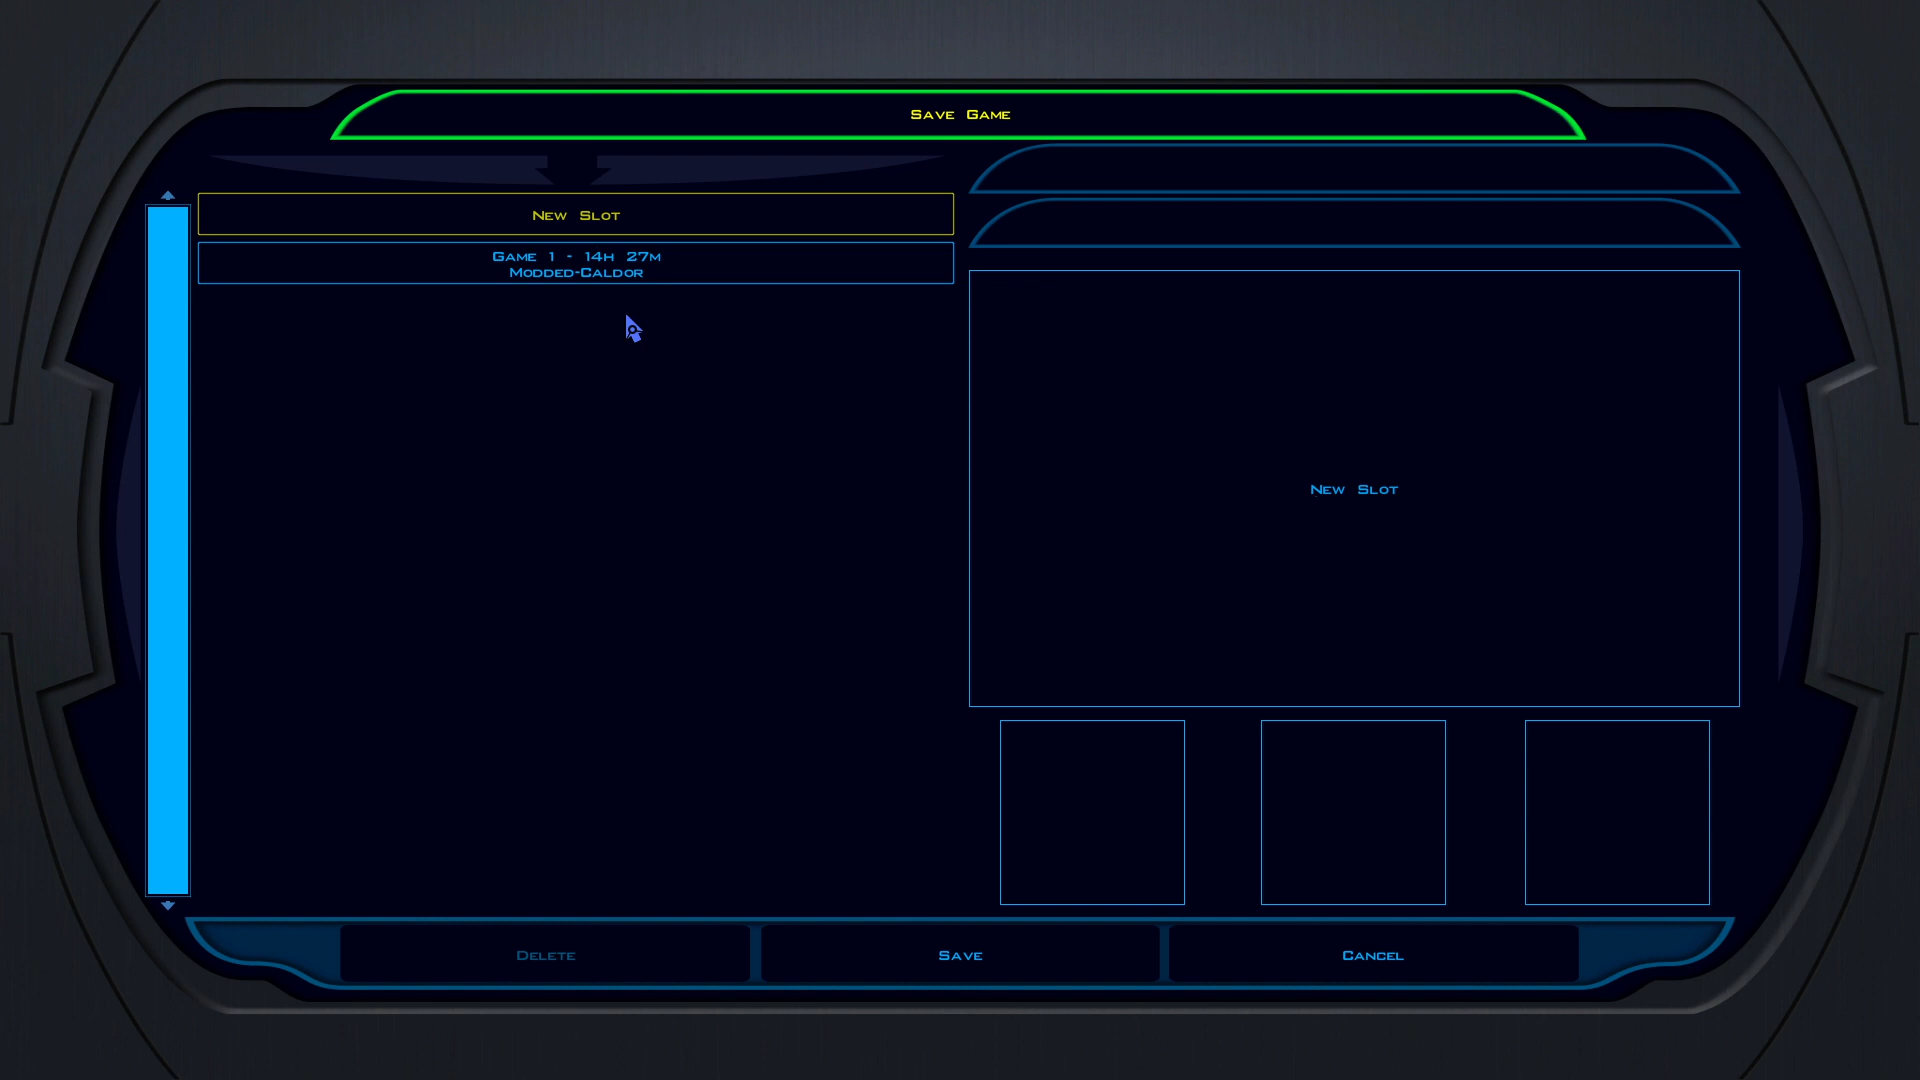 Save Game
New Slot
Game 1 - 14h 27m
Modded-Caldor
New Slot
Delete
Save
Cancel